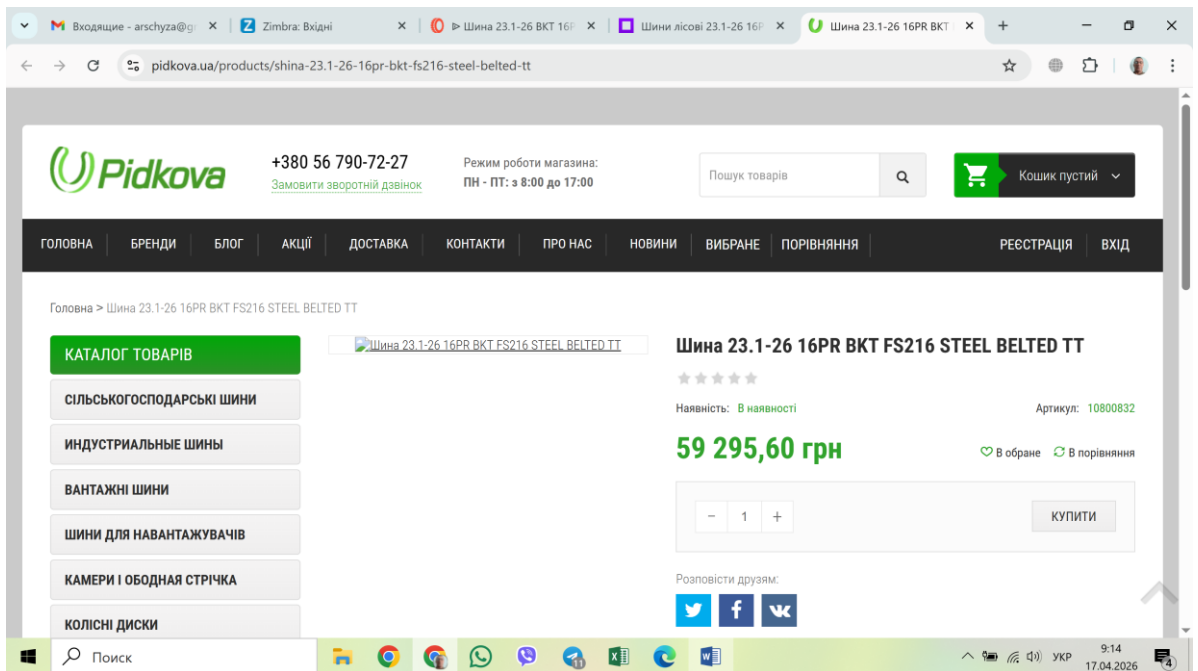 Входящие - arschyza@g
Zimbra: Вхідні
⊳ Шина 23.1-26 BKT 16P
Шини лісові 23.1-26 16P
Шина 23.1-26 16PR BKT
pidkova.ua/products/shina-23.1-26-16pr-bkt-fs216-steel-belted-tt
Pidkova
+380 56 790-72-27
Замовити зворотній дзвінок
Режим роботи магазина:
ПН - ПТ: з 8:00 до 17:00
Пошук товарів
Кошик пустий
ГОЛОВНА БРЕНДИ БЛОГ АКЦІЇ ДОСТАВКА КОНТАКТИ ПРО НАС НОВИНИ ВИБРАНЕ ПОРІВНЯННЯ РЕЄСТРАЦІЯ ВХІД
Головна > Шина 23.1-26 16PR BKT FS216 STEEL BELTED TT
КАТАЛОГ ТОВАРІВ
СІЛЬСЬКОГОСПОДАРСЬКІ ШИНИ
ИНДУСТРИАЛЬНЫЕ ШИНЫ
ВАНТАЖНІ ШИНИ
ШИНИ ДЛЯ НАВАНТАЖУВАЧІВ
КАМЕРИ І ОБОДНАЯ СТРІЧКА
КОЛІСНІ ДИСКИ
Шина 23.1-26 16PR BKT FS216 STEEL BELTED TT
Шина 23.1-26 16PR BKT FS216 STEEL BELTED TT
Наявність: В наявності
Артикул: 10800832
59 295,60 грн
В обране В порівняння
− 1 +
КУПИТИ
Розповісти друзям:
Поиск
11
УКР
9:14
17.04.2026
4